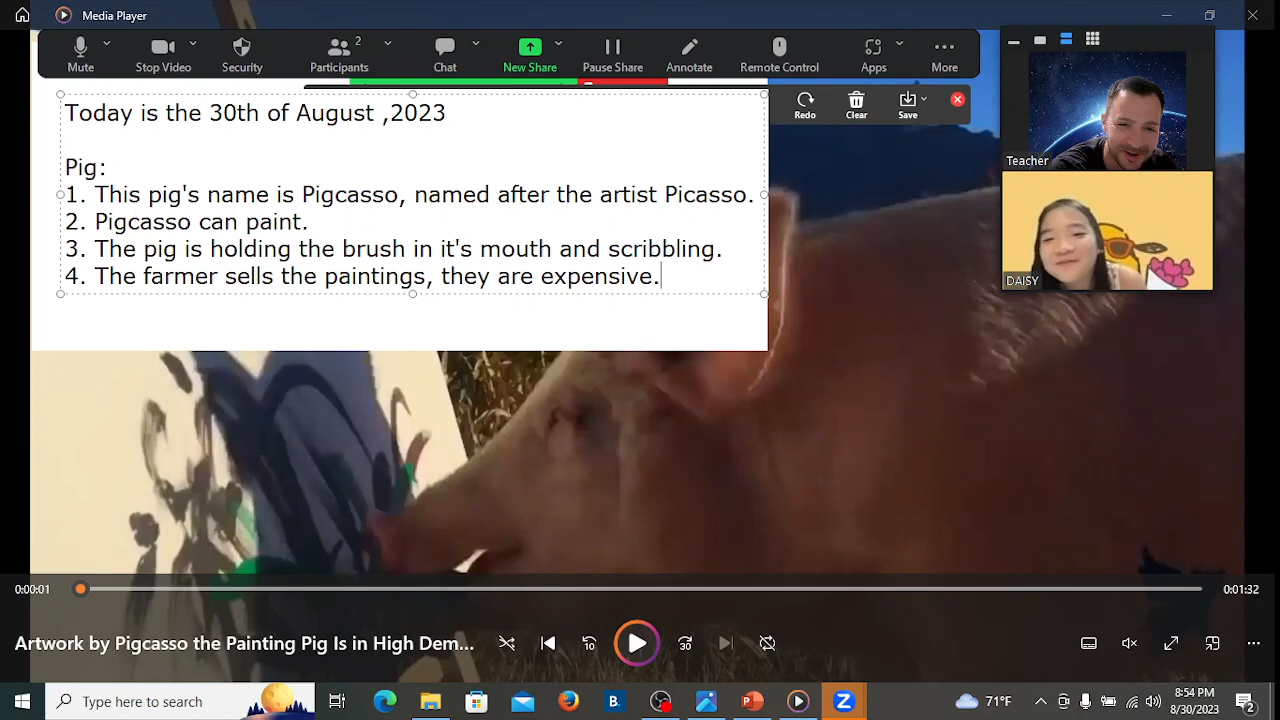 Media Player
Mute
Stop Video
Security
Participants
2
Chat
New Share
Pause Share
Annotate
Remote Control
Apps
More
Redo
Clear
Save
Today is the 30th of August ,2023
Pig:
1. This pig's name is Pigcasso, named after the artist Picasso.
2. Pigcasso can paint.
3. The pig is holding the brush in it's mouth and scribbling.
4. The farmer sells the paintings, they are expensive.
Teacher
DAISY
0:00:01
0:01:32
Artwork by Pigcasso the Painting Pig Is in High Dem...
10
30
Type here to search
B.
71°F
8:54 PM
8/30/2023
2